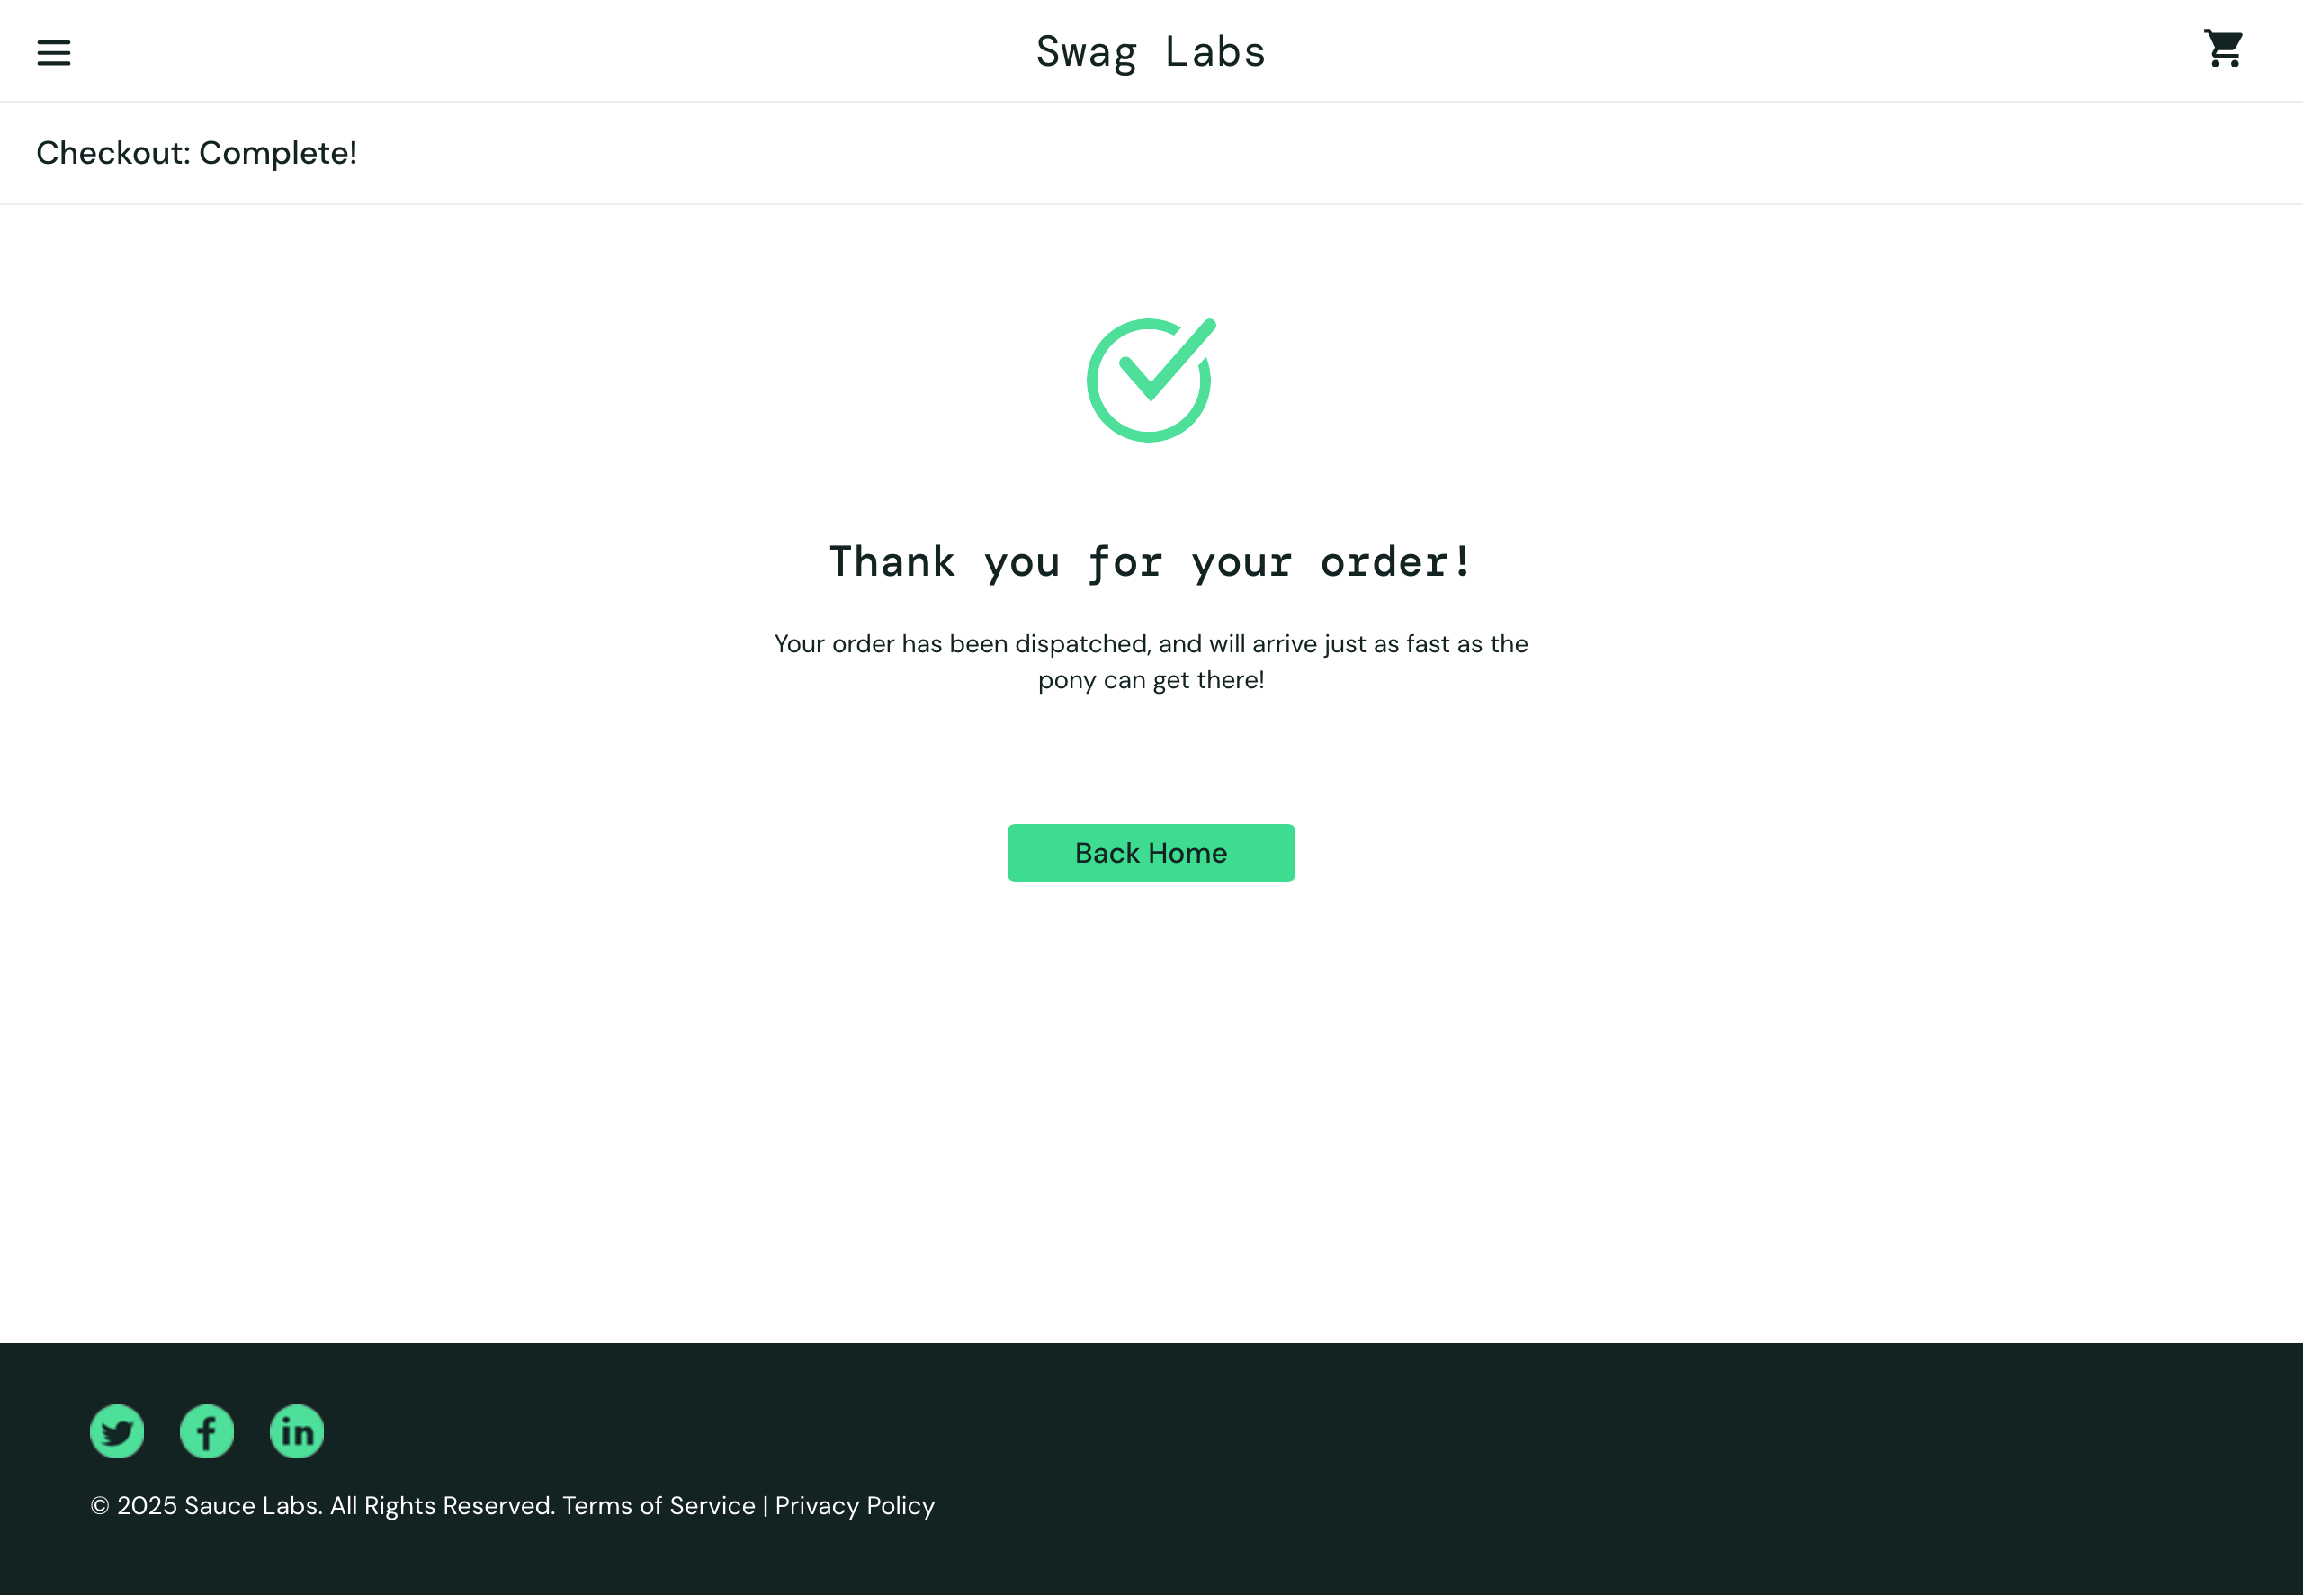 Swag Labs
Checkout: Complete!
Thank you for your order!
Your order has been dispatched, and will arrive just as fast as the
pony can get there!
Back Home
© 2025 Sauce Labs. All Rights Reserved. Terms of Service | Privacy Policy